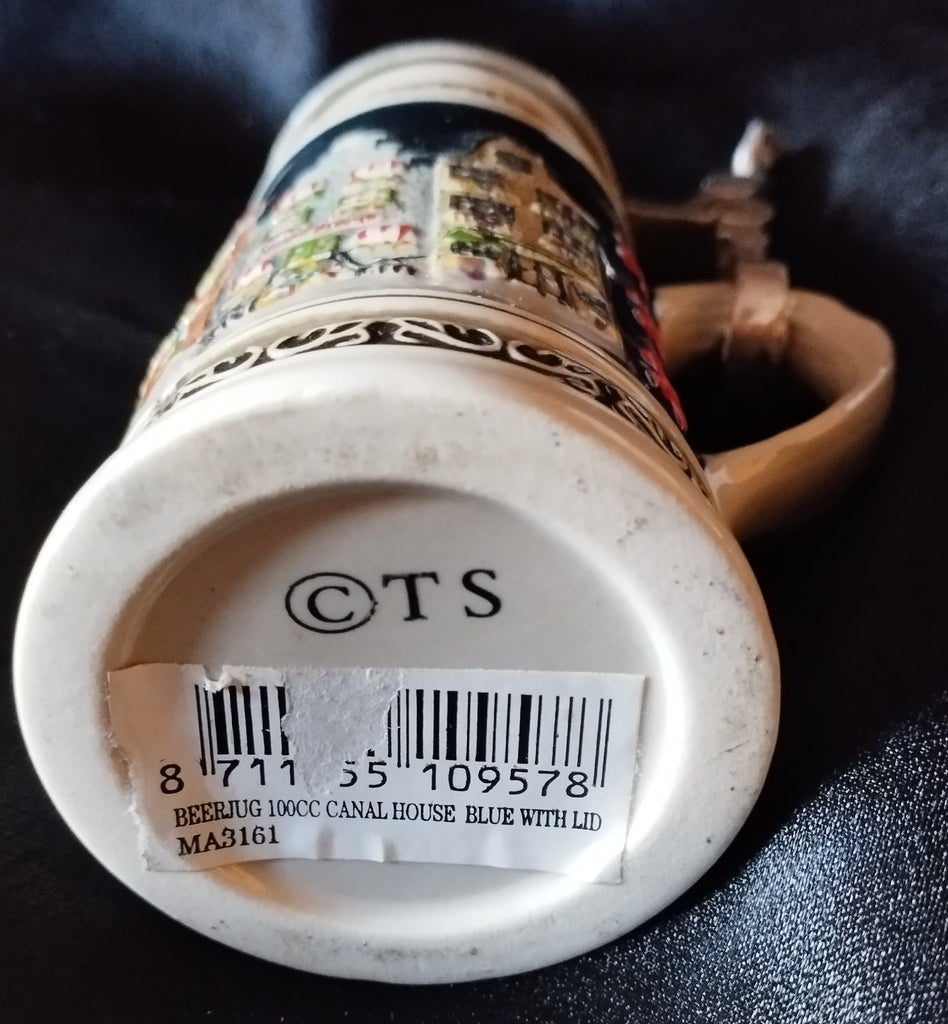 ©TS
8 711 55 109578
BEERJUG 100CC CANAL HOUSE BLUE WITH LID
MA3161